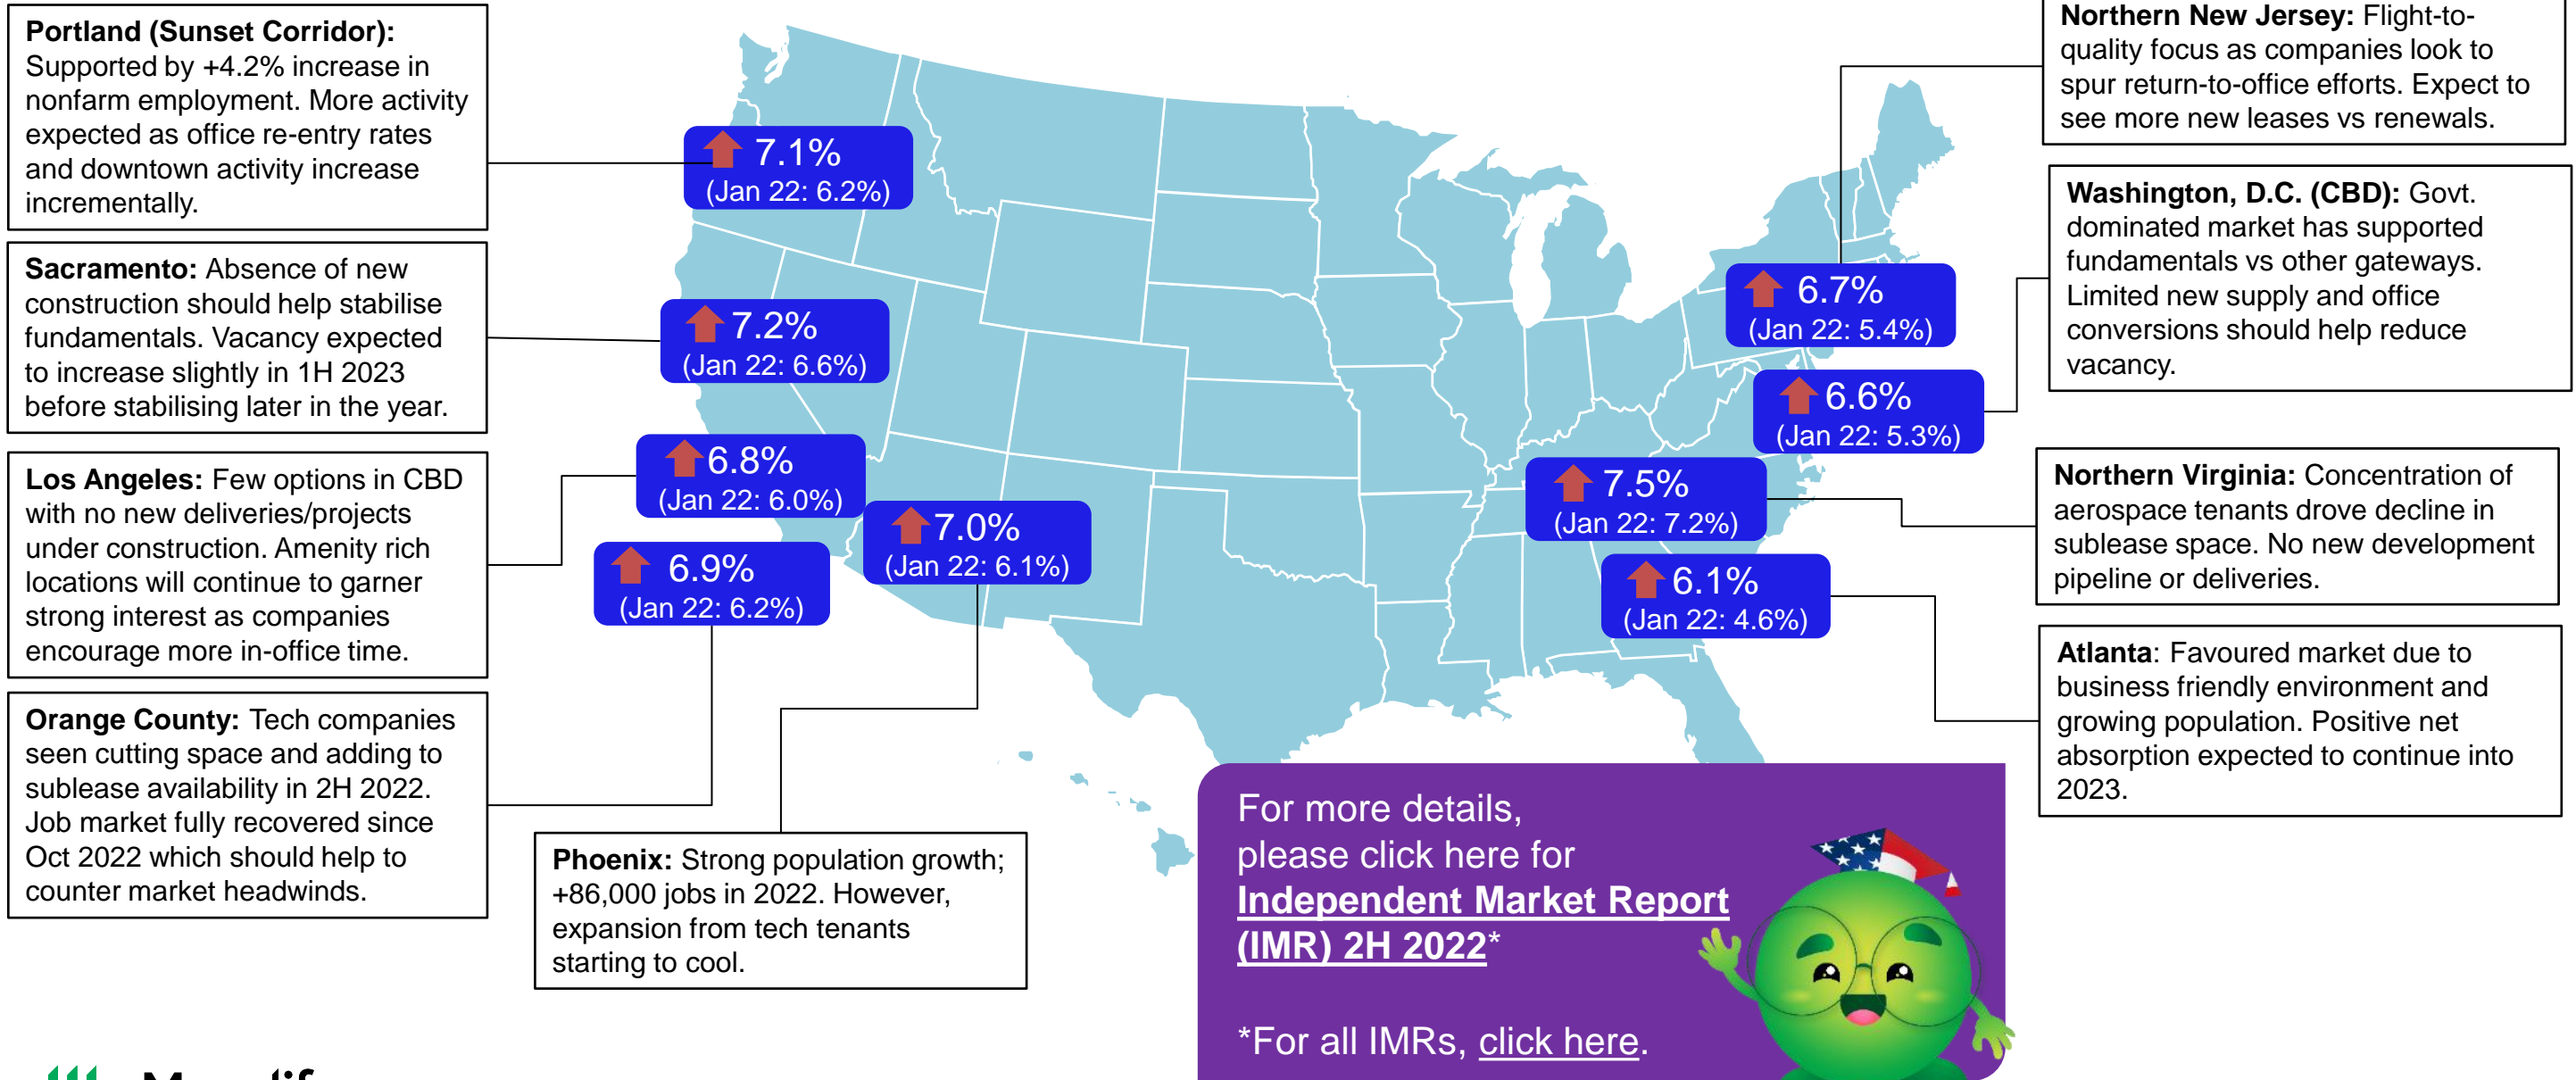 Portland (Sunset Corridor):
Supported by +4.2% increase in
nonfarm employment. More activity
expected as office re-entry rates
and downtown activity increase
incrementally.
Sacramento: Absence of new
construction should help stabilise
fundamentals. Vacancy expected
to increase slightly in 1H 2023
before stabilising later in the year.
Los Angeles: Few options in CBD
with no new deliveries/projects
under construction. Amenity rich
locations will continue to garner
strong interest as companies
encourage more in-office time.
Orange County: Tech companies
seen cutting space and adding to
sublease availability in 2H 2022.
Job market fully recovered since
Oct 2022 which should help to
counter market headwinds.
Phoenix: Strong population growth;
+86,000 jobs in 2022. However,
expansion from tech tenants
starting to cool.
7.1%
(Jan 22: 6.2%)
7.2%
(Jan 22: 6.6%)
6.8%
(Jan 22: 6.0%)
6.9%
(Jan 22: 6.2%)
7.0%
(Jan 22: 6.1%)
6.7%
(Jan 22: 5.4%)
6.6%
(Jan 22: 5.3%)
7.5%
(Jan 22: 7.2%)
6.1%
(Jan 22: 4.6%)
Northern New Jersey: Flight-to-
quality focus as companies look to
spur return-to-office efforts. Expect to
see more new leases vs renewals.
Washington, D.C. (CBD): Govt.
dominated market has supported
fundamentals vs other gateways.
Limited new supply and office
conversions should help reduce
vacancy.
Northern Virginia: Concentration of
aerospace tenants drove decline in
sublease space. No new development
pipeline or deliveries.
Atlanta: Favoured market due to
business friendly environment and
growing population. Positive net
absorption expected to continue into
2023.
For more details,
please click here for
Independent Market Report
(IMR) 2H 2022*
*For all IMRs, click here.